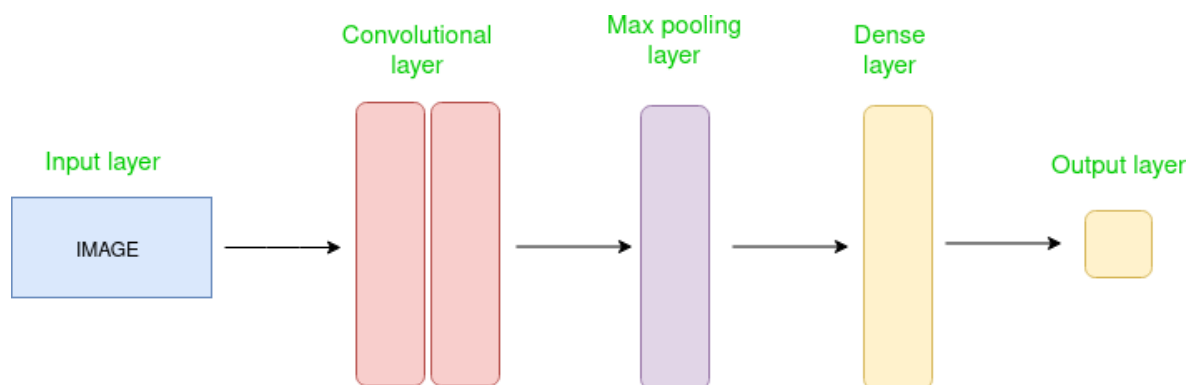 Input layer
IMAGE
Convolutional
layer
Max pooling
layer
Dense
layer
Output layer